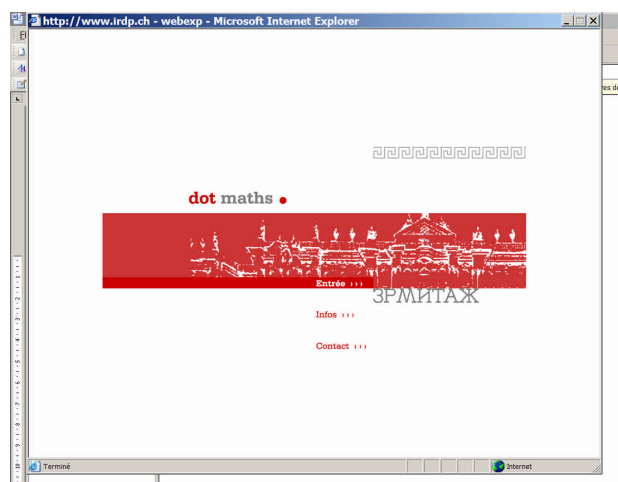 http://www.irdp.ch - webexp - Microsoft Internet Explorer
dot maths
Entrée ›››
ЗРМИТАЖ
Infos ›››
Contact ›››
Terminé
Internet